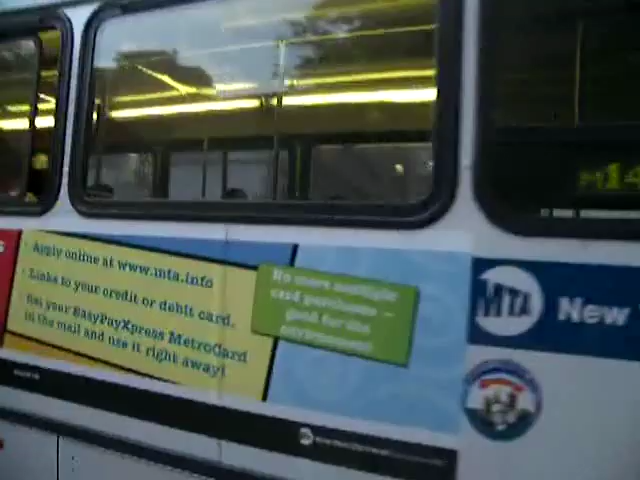 M14
· Apply online at www.mta.info
· Links to your credit or debit card.
Get your EasyPayXpress MetroCard
in the mail and use it right away!
No more multiple
card purchases –
good for the
environment!
MTA
New